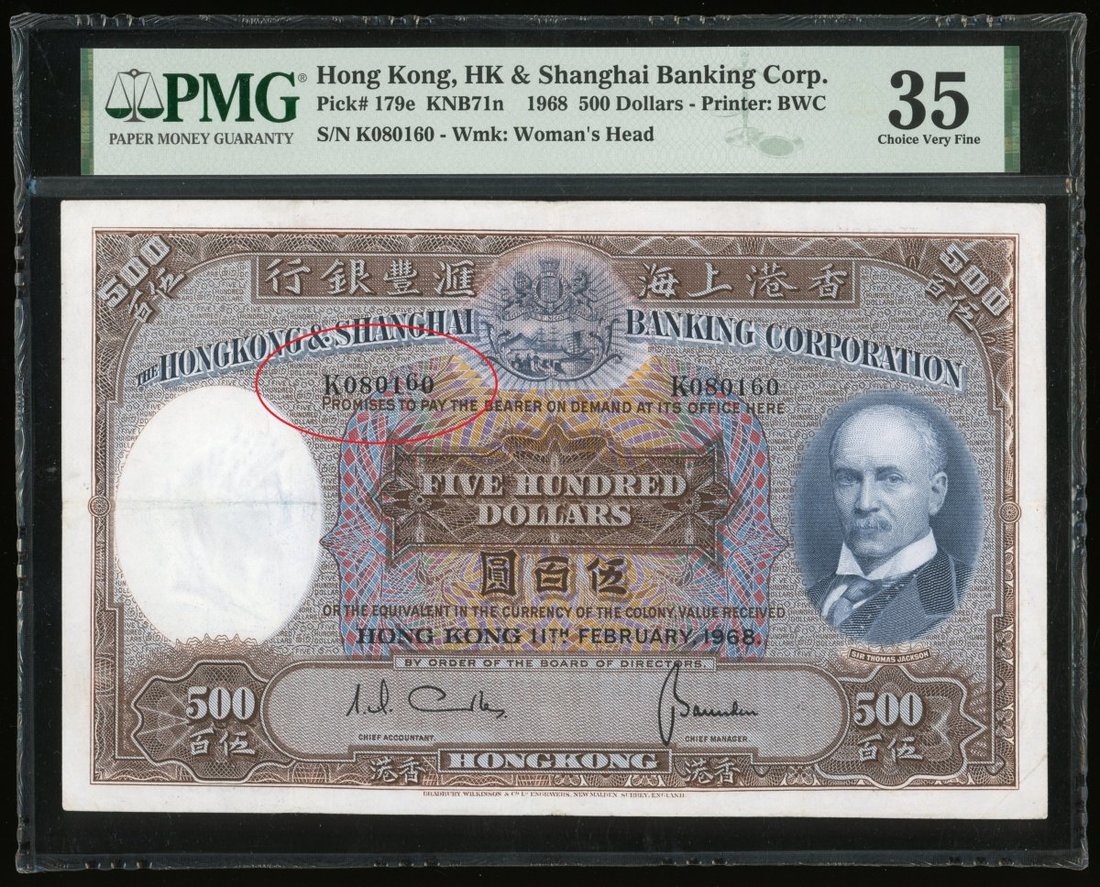 PMG®
PAPER MONEY GUARANTY
Hong Kong, HK & Shanghai Banking Corp.
Pick# 179e KNB71n 1968 500 Dollars - Printer: BWC
S/N K080160 - Wmk: Woman's Head
35
Choice Very Fine
500 500
百伍 百伍
行銀豐滙 海上港香
THE HONGKONG & SHANGHAI BANKING CORPORATION
K080160 K080160
PROMISES TO PAY THE BEARER ON DEMAND AT ITS OFFICE HERE
FIVE HUNDRED
DOLLARS
圓百伍
OR THE EQUIVALENT IN THE CURRENCY OF THE COLONY, VALUE RECEIVED
HONG KONG 11TH FEBRUARY, 1968.
SIR THOMAS JACKSON
BY ORDER OF THE BOARD OF DIRECTORS.
500 500
百伍 百伍
CHIEF ACCOUNTANT. CHIEF MANAGER.
港香 HONGKONG 港香
BRADBURY WILKINSON & Co. Ld. ENGRAVERS, NEW MALDEN, SURREY, ENGLAND.